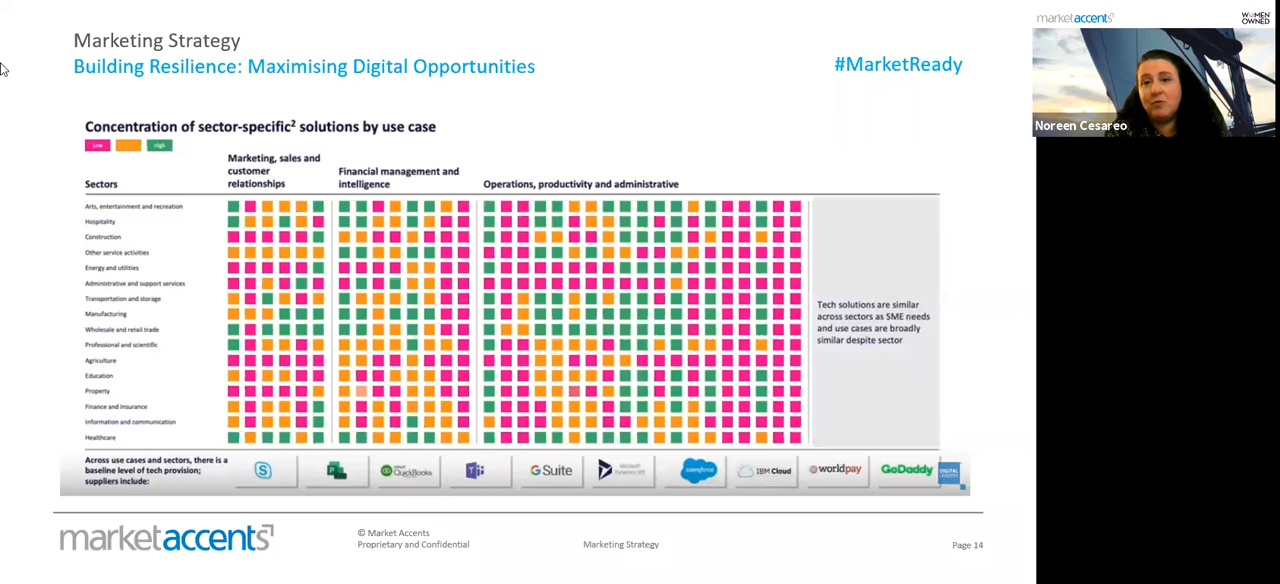 Marketing Strategy
Building Resilience: Maximising Digital Opportunities
#MarketReady
marketaccents
WOMEN
OWNED
Noreen Cesareo
Concentration of sector-specific² solutions by use case
Low
High
Sectors
Marketing, sales and
customer
relationships
Financial management and
intelligence
Operations, productivity and administrative
Arts, entertainment and recreation
Hospitality
Construction
Other service activities
Energy and utilities
Administrative and support services
Transportation and storage
Manufacturing
Wholesale and retail trade
Professional and scientific
Agriculture
Education
Property
Finance and Insurance
Information and communication
Healthcare
Tech solutions are similar
across sectors as SME needs
and use cases are broadly
similar despite sector
Across use cases and sectors, there is a
baseline level of tech provision;
suppliers include:
QuickBooks
G Suite
Microsoft
salesforce
IBM Cloud
worldpay
GoDaddy
DIGITAL
LEADERS
marketaccents
© Market Accents
Proprietary and Confidential
Marketing Strategy
Page 14